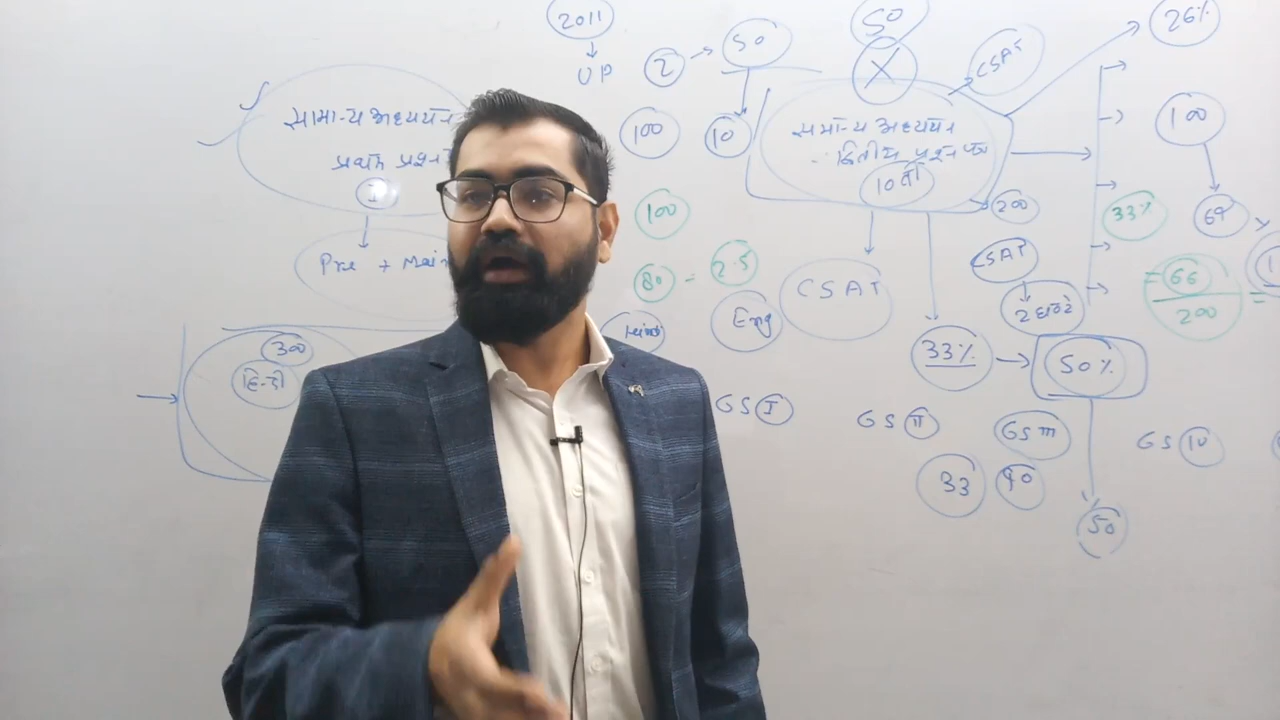 2011
UP
2
50
50
X
CSAT
26%
सामान्य अध्ययन
प्रथम
I
Pre + Main
100
10
सामान्य अध्ययन
द्वितीय प्रश्न पत्र
10वीं
100
69
100
200
33%
80 = 2.5
CSAT
CSAT
2 घंटे
= 66
200
=
300
हिन्दी
Eng
33%
50%
GS I
GS II
GS III
GS IV
33
40
50